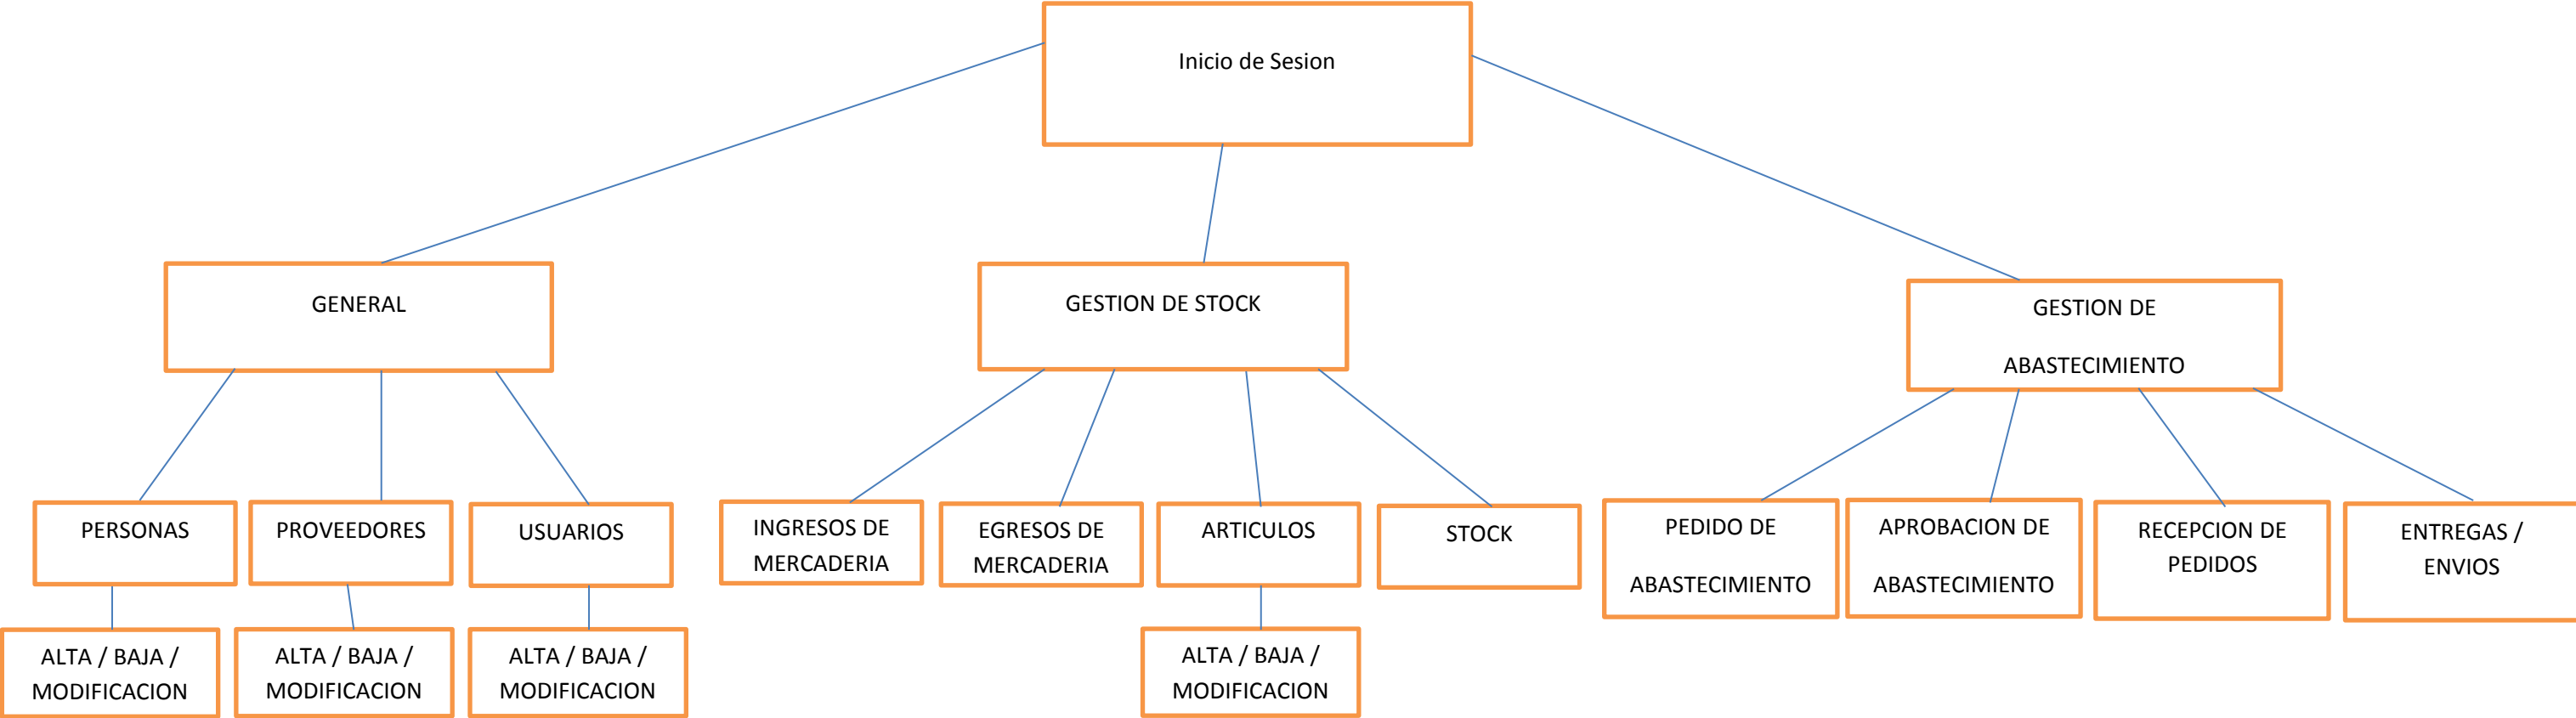 Inicio de Sesion
GENERAL
GESTION DE STOCK
GESTION DE
ABASTECIMIENTO
PERSONAS
PROVEEDORES
USUARIOS
INGRESOS DE
MERCADERIA
EGRESOS DE
MERCADERIA
ARTICULOS
STOCK
PEDIDO DE
ABASTECIMIENTO
APROBACION DE
ABASTECIMIENTO
RECEPCION DE
PEDIDOS
ENTREGAS /
ENVIOS
ALTA / BAJA /
MODIFICACION
ALTA / BAJA /
MODIFICACION
ALTA / BAJA /
MODIFICACION
ALTA / BAJA /
MODIFICACION